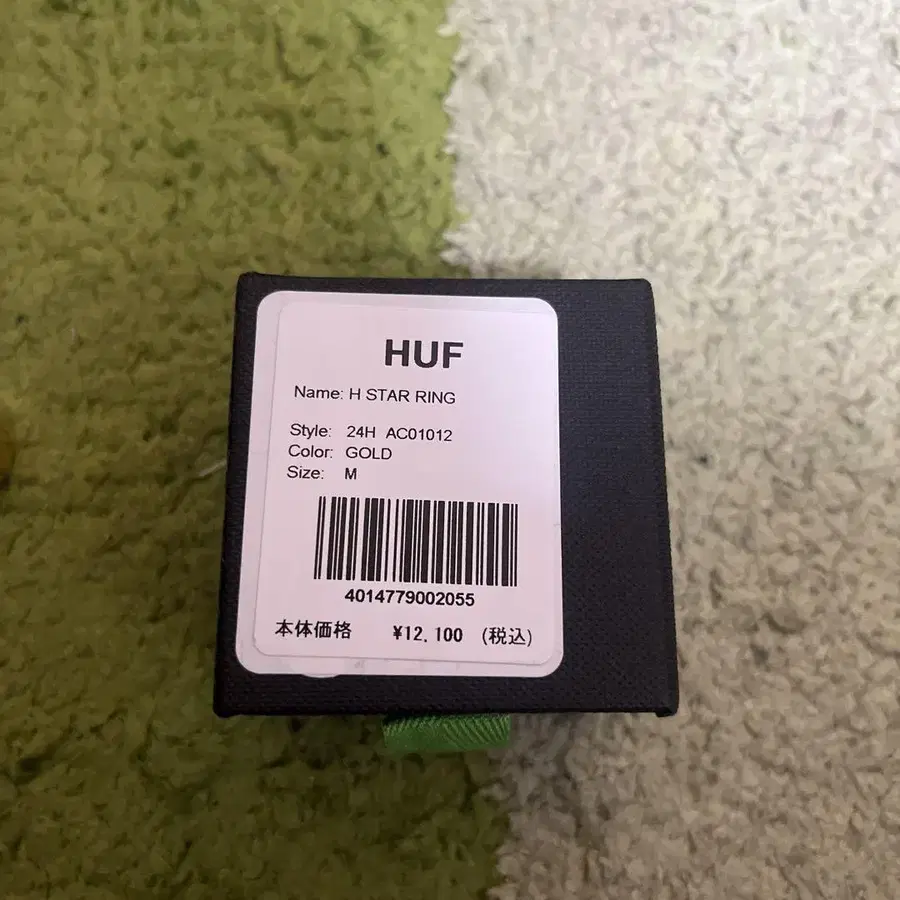 HUF
Name: H STAR RING
Style: 24H AC01012
Color: GOLD
Size: M
4014779002055
本体価格 ¥12,100 (税込)